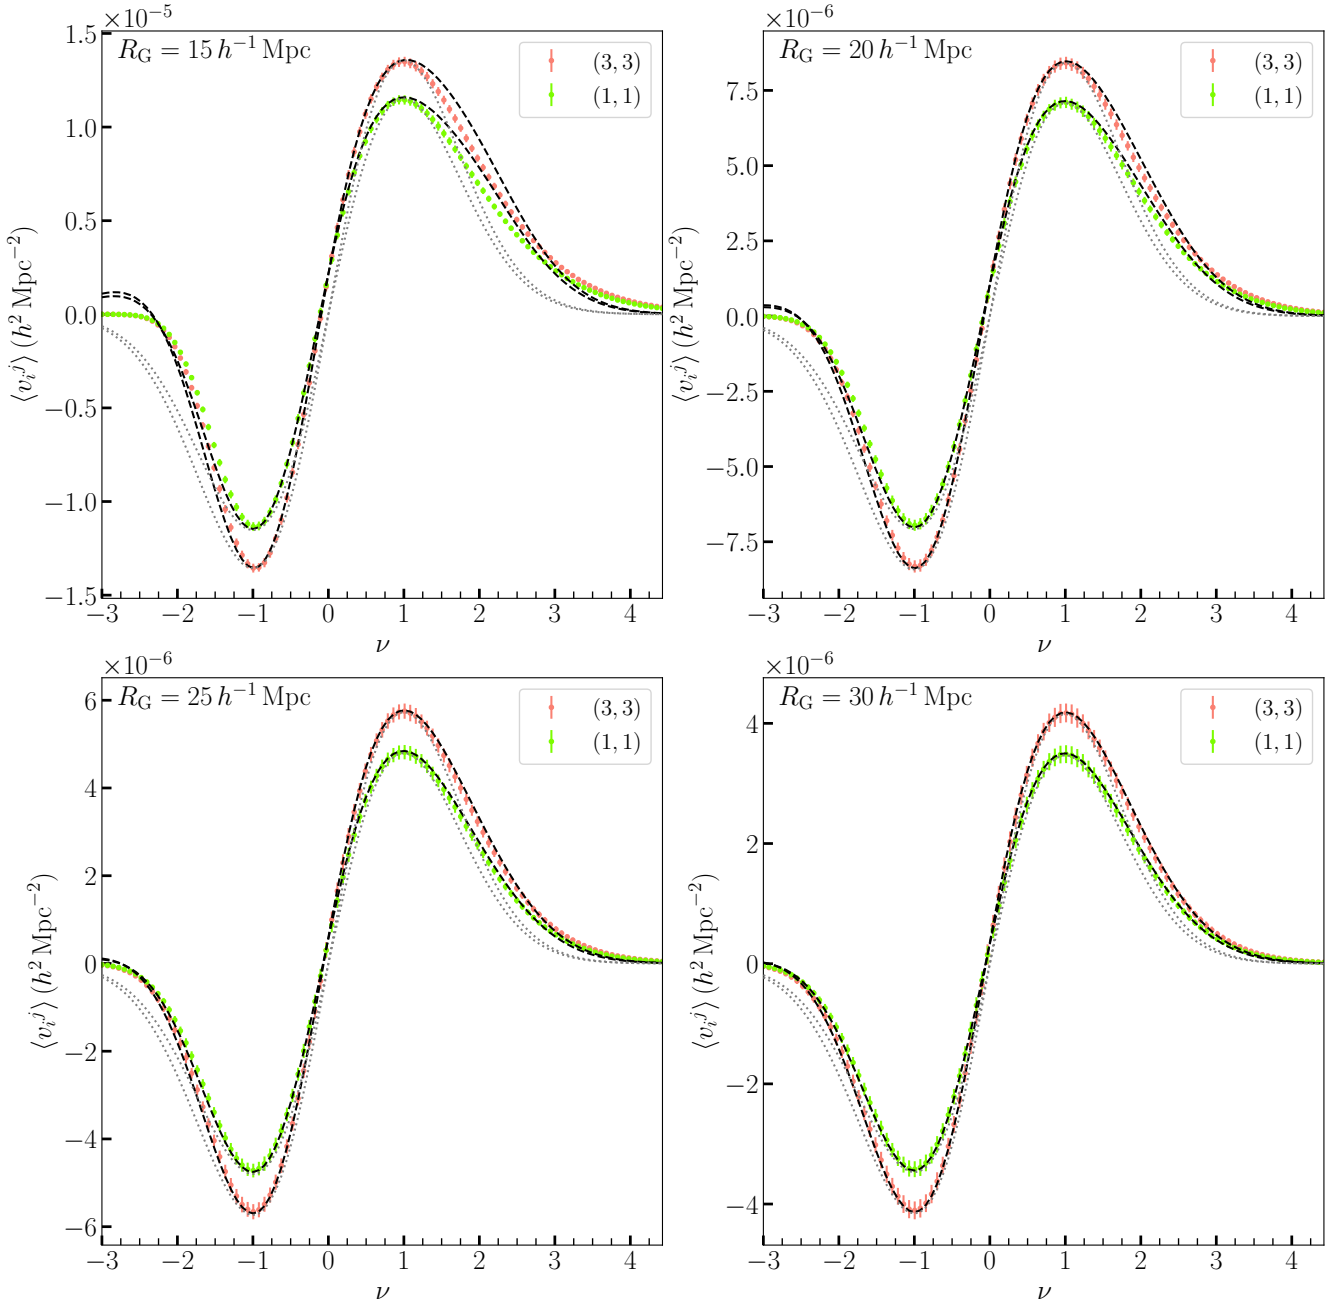 ×10⁻⁵
R_G = 15 h⁻¹ Mpc
(3, 3)
(1, 1)
1.5
1.0
0.5
0.0
−0.5
−1.0
−1.5
⟨v_i^j⟩ (h² Mpc⁻²)
−3 −2 −1 0 1 2 3 4
ν
×10⁻⁶
R_G = 20 h⁻¹ Mpc
(3, 3)
(1, 1)
7.5
5.0
2.5
0.0
−2.5
−5.0
−7.5
⟨v_i^j⟩ (h² Mpc⁻²)
−3 −2 −1 0 1 2 3 4
ν
×10⁻⁶
R_G = 25 h⁻¹ Mpc
(3, 3)
(1, 1)
6
4
2
0
−2
−4
−6
⟨v_i^j⟩ (h² Mpc⁻²)
−3 −2 −1 0 1 2 3 4
ν
×10⁻⁶
R_G = 30 h⁻¹ Mpc
(3, 3)
(1, 1)
4
2
0
−2
−4
⟨v_i^j⟩ (h² Mpc⁻²)
−3 −2 −1 0 1 2 3 4
ν